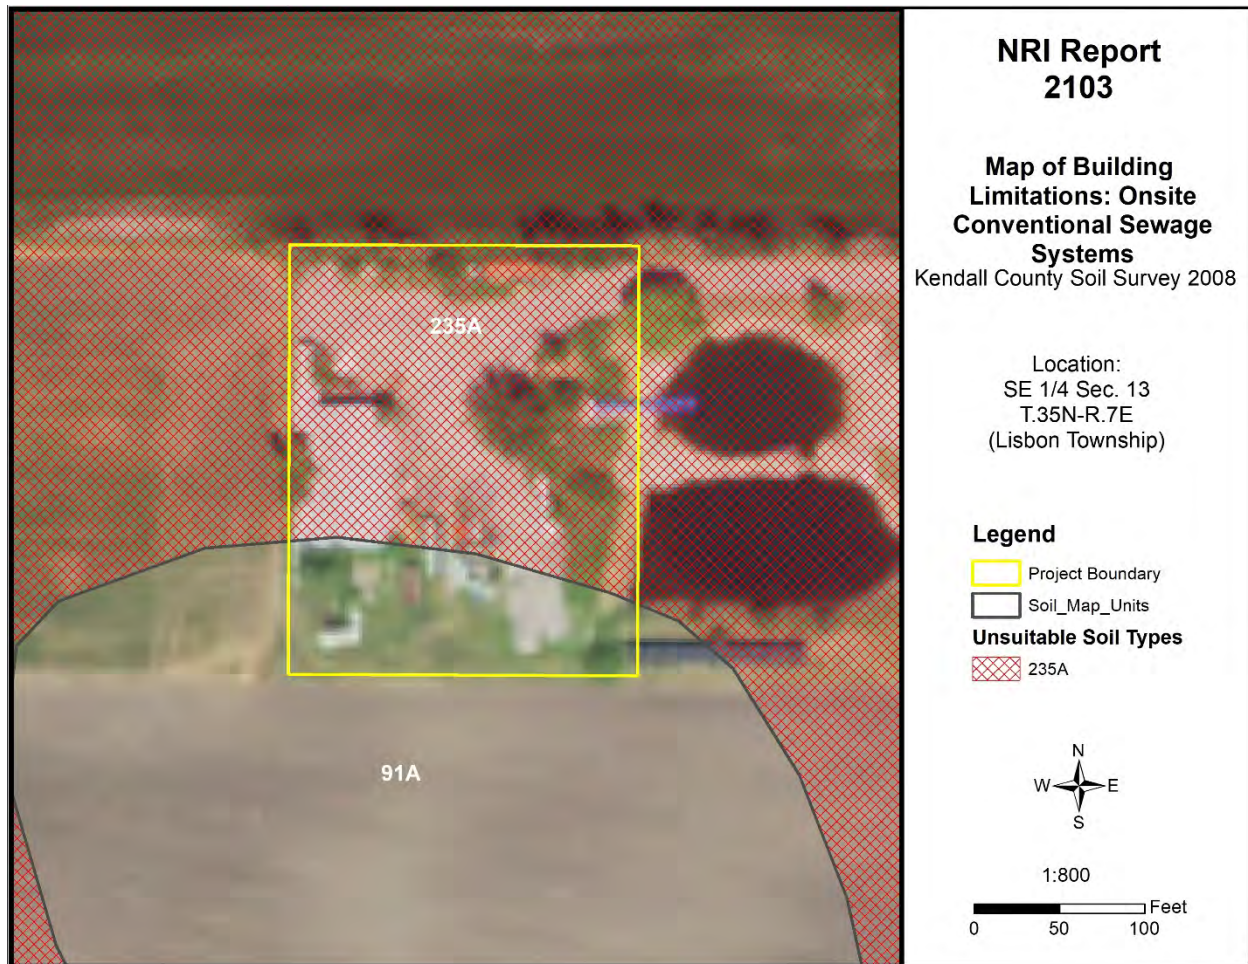 NRI Report
2103
Map of Building
Limitations: Onsite
Conventional Sewage
Systems
Kendall County Soil Survey 2008
Location:
SE 1/4 Sec. 13
T.35N-R.7E
(Lisbon Township)
Legend
Project Boundary
Soil_Map_Units
Unsuitable Soil Types
235A
N
W E
S
1:800
Feet
0 50 100
235A
91A